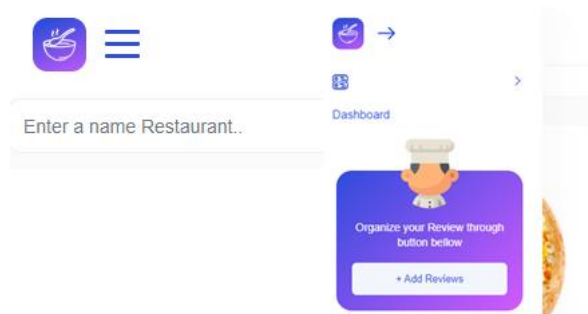 Enter a name Restaurant..
Dashboard
Organize your Review through
button bellow
+ Add Reviews